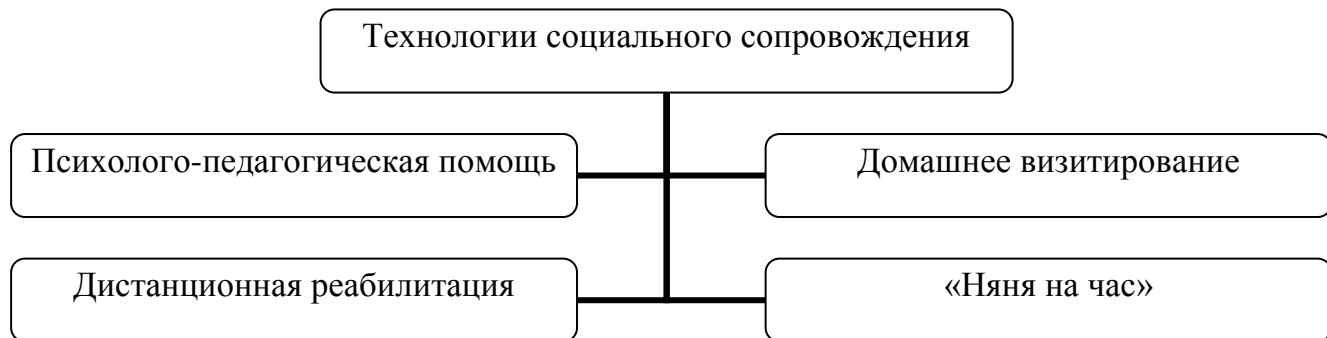 Технологии социального сопровождения
Психолого-педагогическая помощь
Домашнее визитирование
Дистанционная реабилитация
«Няня на час»